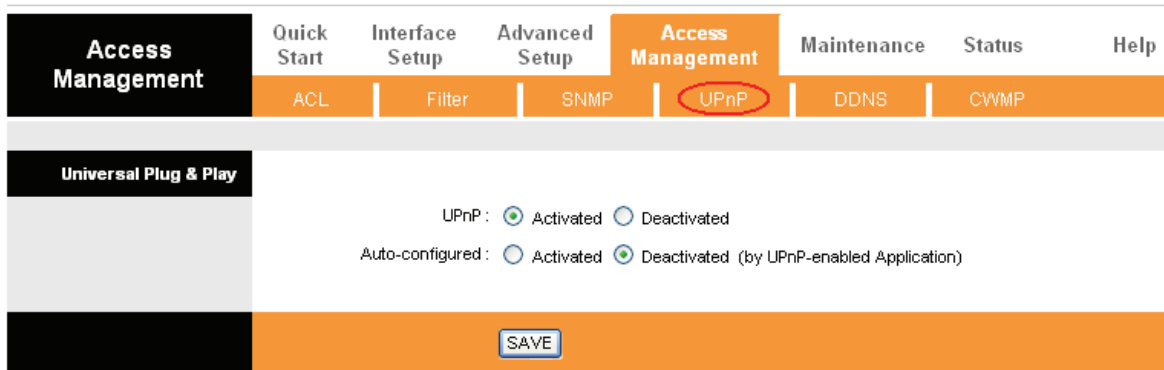 Access Management
Quick Start
Interface Setup
Advanced Setup
Access Management
Maintenance
Status
Help
ACL
Filter
SNMP
UPnP
DDNS
CWMP
Universal Plug & Play
UPnP : Activated Deactivated
Auto-configured : Activated Deactivated (by UPnP-enabled Application)
SAVE